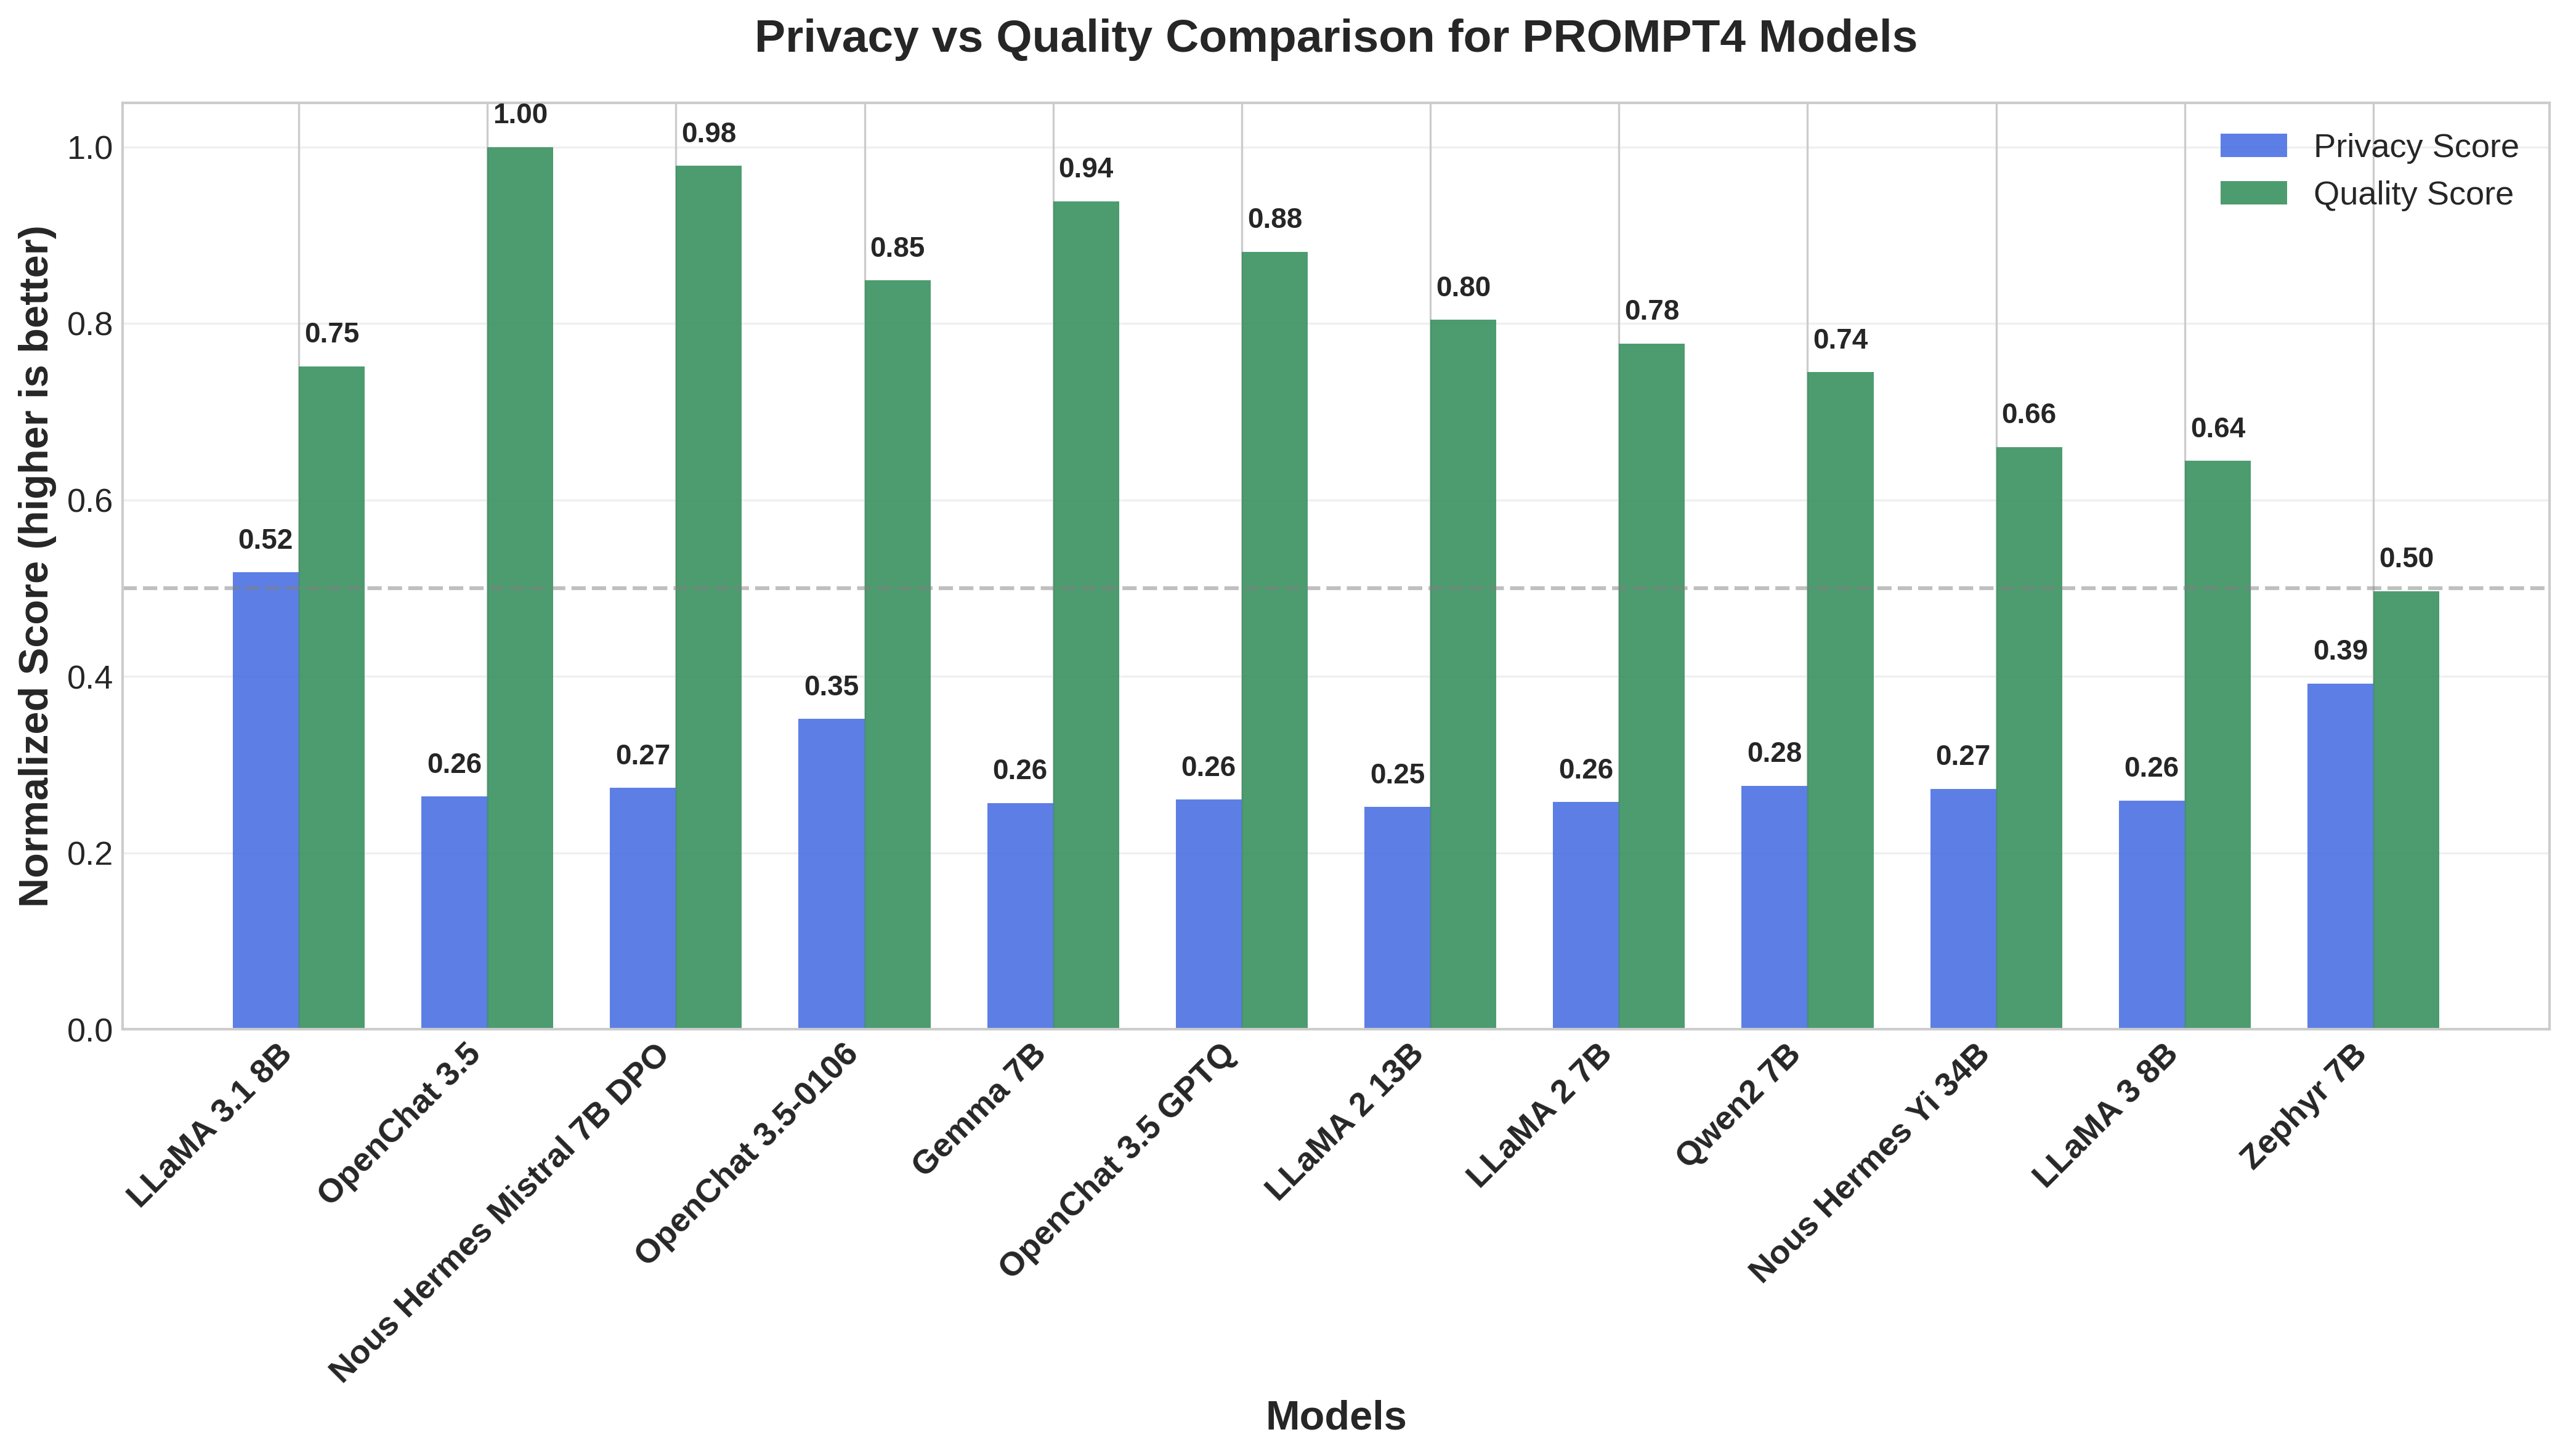 Privacy vs Quality Comparison for PROMPT4 Models
Normalized Score (higher is better)
1.0
0.8
0.6
0.4
0.2
0.0
Privacy Score
Quality Score
0.52
0.75
0.26
1.00
0.27
0.98
0.35
0.85
0.26
0.94
0.26
0.88
0.25
0.80
0.26
0.78
0.28
0.74
0.27
0.66
0.26
0.64
0.39
0.50
LLaMA 3.1 8B
OpenChat 3.5
Nous Hermes Mistral 7B DPO
OpenChat 3.5-0106
Gemma 7B
OpenChat 3.5 GPTQ
LLaMA 2 13B
LLaMA 2 7B
Qwen2 7B
Nous Hermes Yi 34B
LLaMA 3 8B
Zephyr 7B
Models